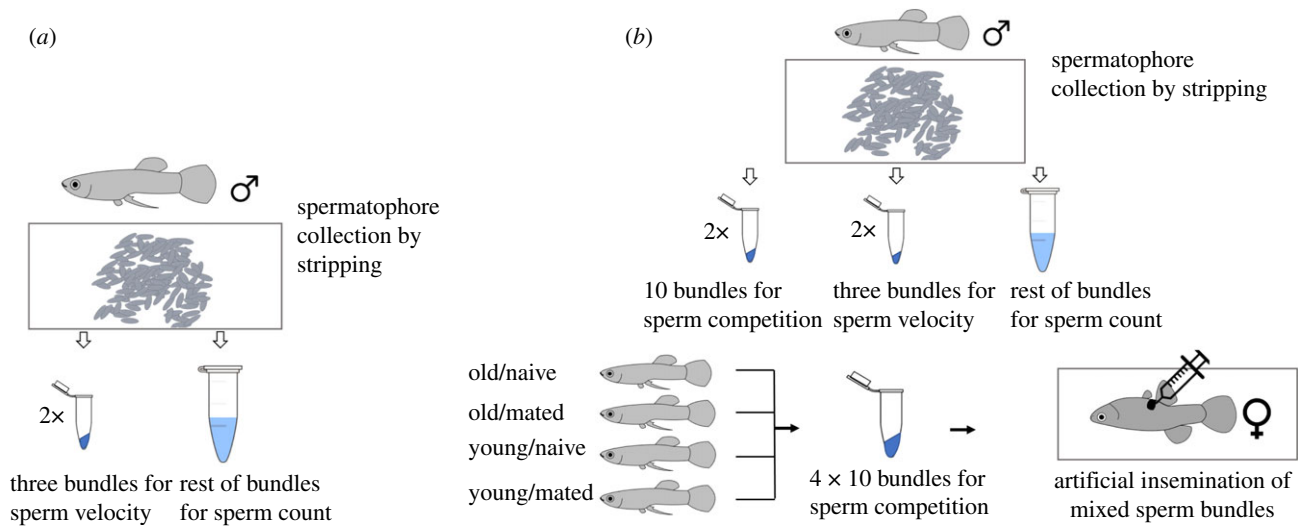 (a)
spermatophore
collection by
stripping
2×
three bundles for
sperm velocity
rest of bundles
for sperm count
(b)
spermatophore
collection by stripping
2×
10 bundles for
sperm competition
2×
three bundles for
sperm velocity
rest of bundles
for sperm count
old/naive
old/mated
young/naive
young/mated
4 × 10 bundles for
sperm competition
artificial insemination of
mixed sperm bundles